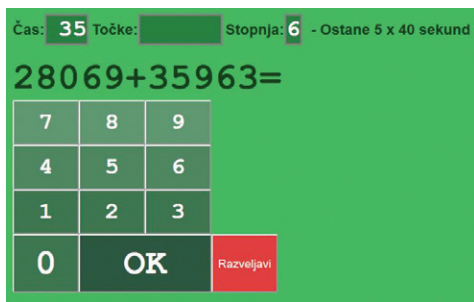 Čas: 35 Točke: Stopnja: 6 - Ostane 5 x 40 sekund
28069+35963=
7 8 9
4 5 6
1 2 3
0 OK Razveljavi